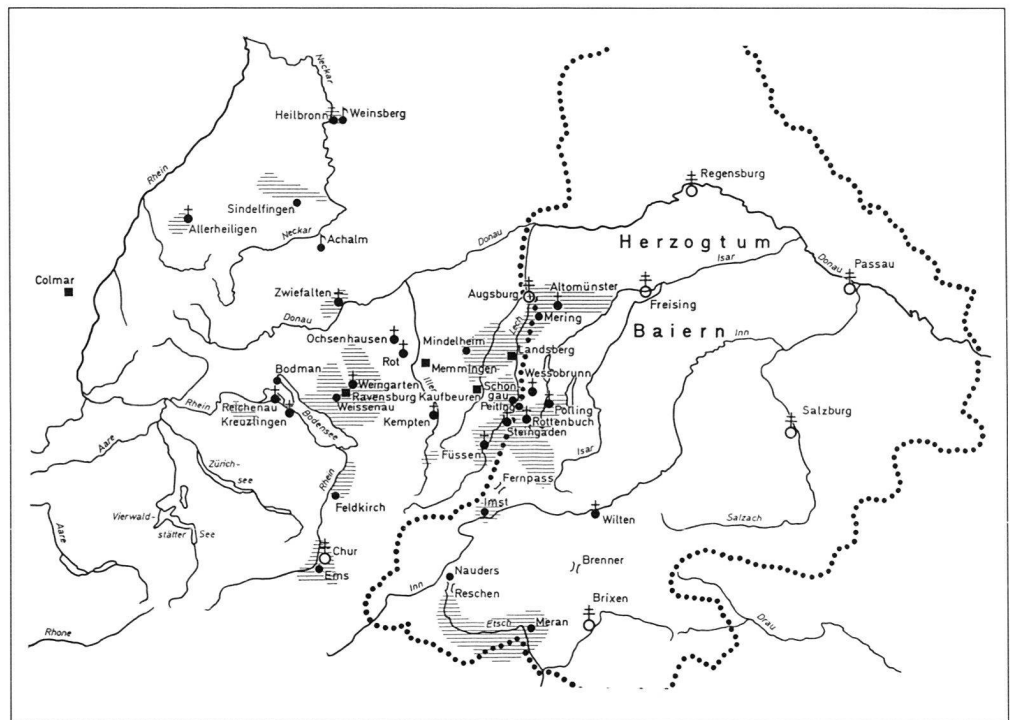 Neckar
Heilbronn
Weinsberg
Rhein
Regensburg
Sindelfingen
Allerheiligen
Neckar
Achalm
Donau
Herzogtum
Isar
Donau
Passau
Colmar
Zwiefalten
Augsburg
Altomünster
Freising
Donau
Lech
Mering
Baiern
Inn
Ochsenhausen
Rot
Mindelheim
Landsberg
Memmingen
Wessobrunn
Bodman
Weingarten
Iller
Schon
gau
Ravensburg
Kaufbeuren
Weissenau
Peiting
Polling
Rhein
Reichenau
Kreuzlingen
Bodensee
Kempten
Rottenbuch
Steingaden
Salzburg
Aare
Füssen
Isar
Zürich-
see
Rhein
Fernpass
Feldkirch
Imst
Wilten
Salzach
Vierwald-
stätter See
Aare
Chur
Ems
Nauders
Brenner
Inn
Reschen
Brixen
Etsch
Meran
Drau
Rhone